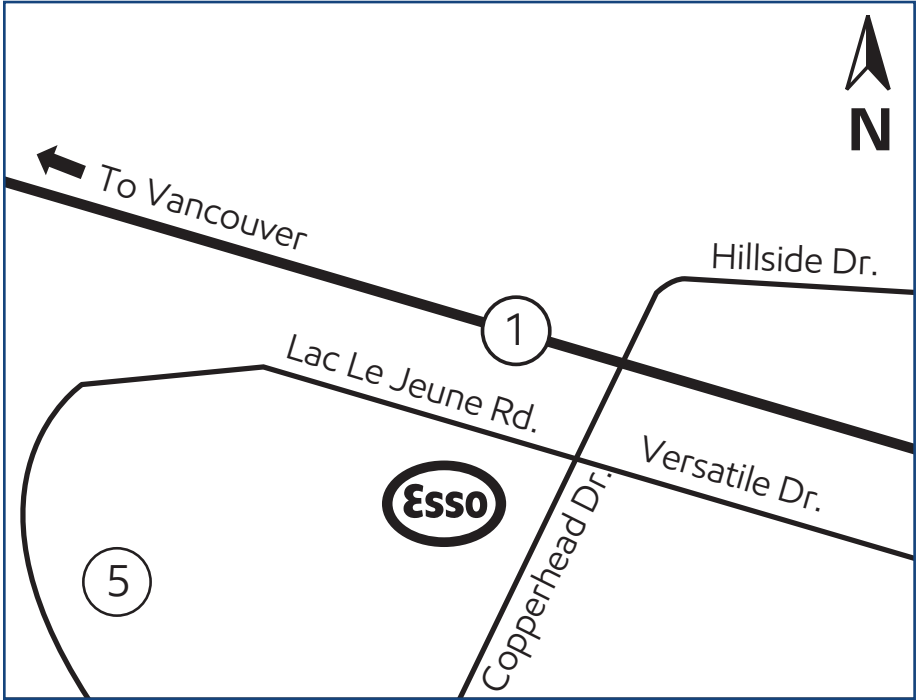 N
To Vancouver
Hillside Dr.
1
Lac Le Jeune Rd.
Versatile Dr.
Esso
Copperhead Dr.
5